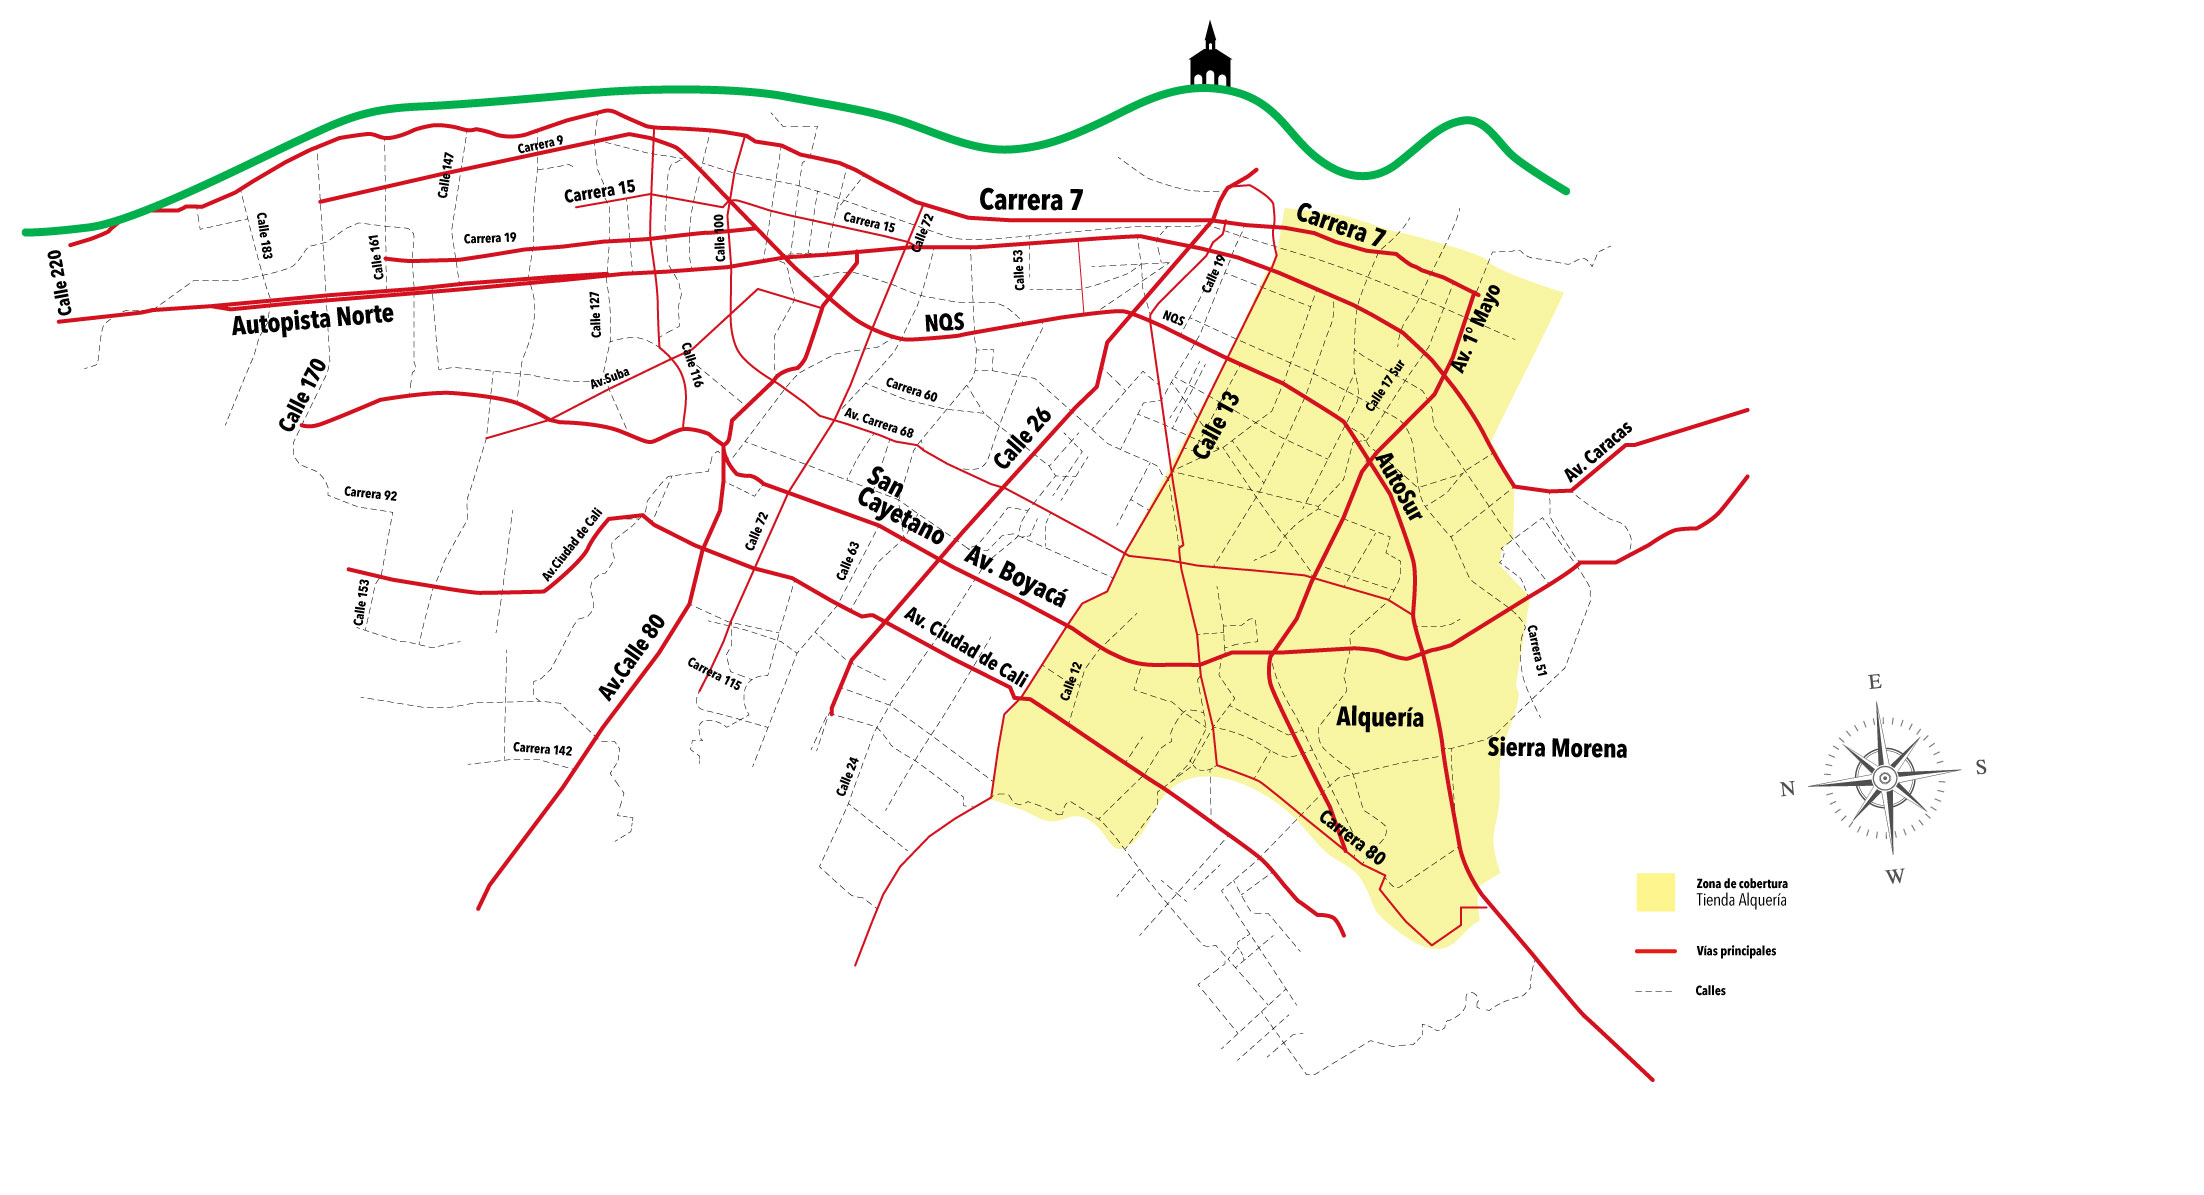 Carrera 9
Calle 147
Carrera 15
Carrera 7
Carrera 15
Calle 72
Carrera 7
Calle 183
Calle 161
Carrera 19
Calle 100
Calle 53
Calle 19
Calle 220
Autopista Norte
Calle 127
NQS
NQS
Av. 1º Mayo
Calle 170
Av.Suba
Calle 116
Carrera 60
Calle 17 Sur
Av. Carrera 68
Calle 26
Calle 13
Av. Caracas
AutoSur
San
Cayetano
Carrera 92
Av.Ciudad de Cali
Calle 72
Calle 63
Av. Boyacá
Calle 153
Av. Ciudad de Cali
Av.Calle 80
Carrera 115
Calle 12
Carrera 51
Alquería
Sierra Morena
Carrera 142
Calle 24
Carrera 80
E
N
S
W
Zona de cobertura
Tienda Alquería
Vías principales
Calles